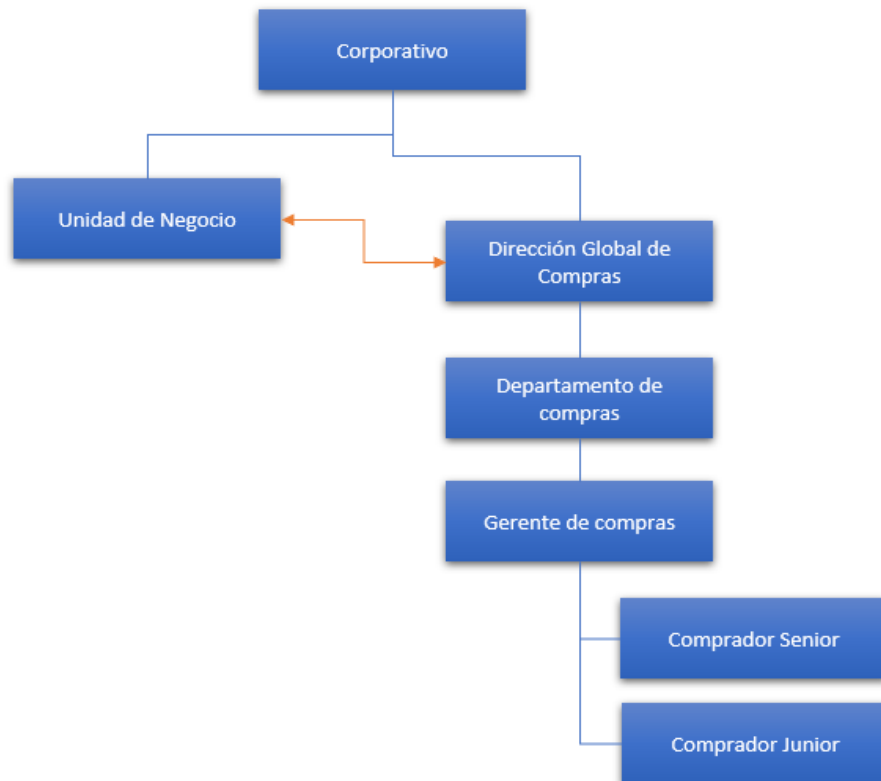 Corporativo
Unidad de Negocio
Dirección Global de
Compras
Departamento de
compras
Gerente de compras
Comprador Senior
Comprador Junior